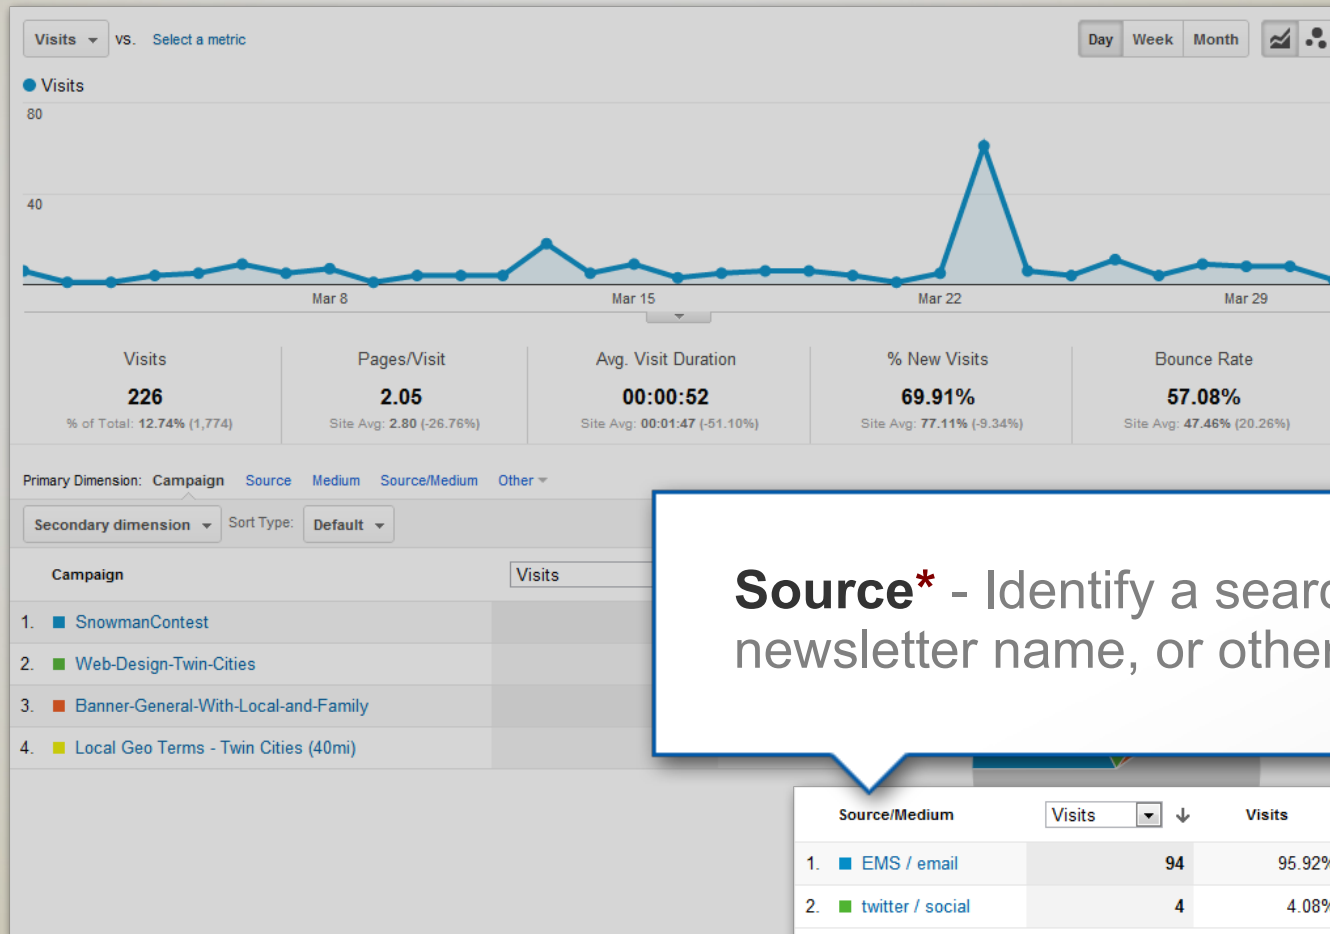 Visits VS. Select a metric Day Week Month
Visits
80
40
Mar 8 Mar 15 Mar 22 Mar 29
Visits Pages/Visit Avg. Visit Duration % New Visits Bounce Rate
226 2.05 00:00:52 69.91% 57.08%
% of Total: 12.74% (1,774) Site Avg: 2.80 (-26.76%) Site Avg: 00:01:47 (-51.10%) Site Avg: 77.11% (-9.34%) Site Avg: 47.46% (20.26%)
Primary Dimension: Campaign Source Medium Source/Medium Other
Secondary dimension Sort Type: Default
Campaign Visits
1. SnowmanContest
2. Web-Design-Twin-Cities
3. Banner-General-With-Local-and-Family
4. Local Geo Terms - Twin Cities (40mi)
Source* - Identify a searc
newsletter name, or other
Source/Medium Visits Visits
1. EMS / email 94 95.92%
2. twitter / social 4 4.08%